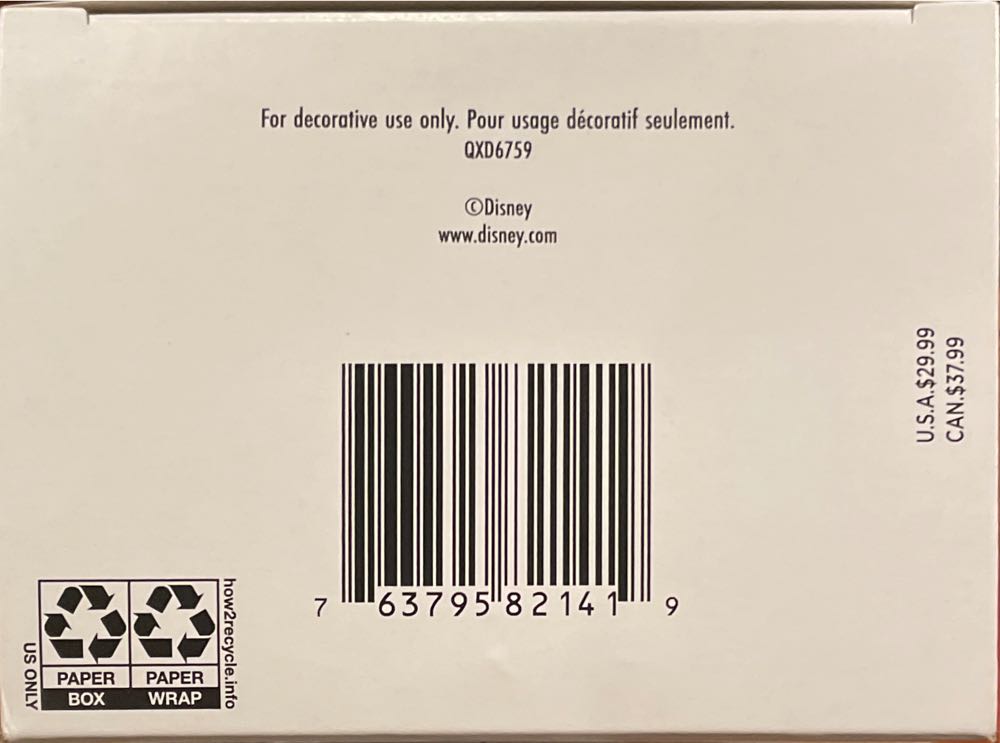 For decorative use only. Pour usage décoratif seulement.
QXD6759
©Disney
www.disney.com
U.S.A.$29.99
CAN.$37.99
7 63795 82141 9
how2recycle.info
US ONLY
PAPER PAPER
BOX WRAP